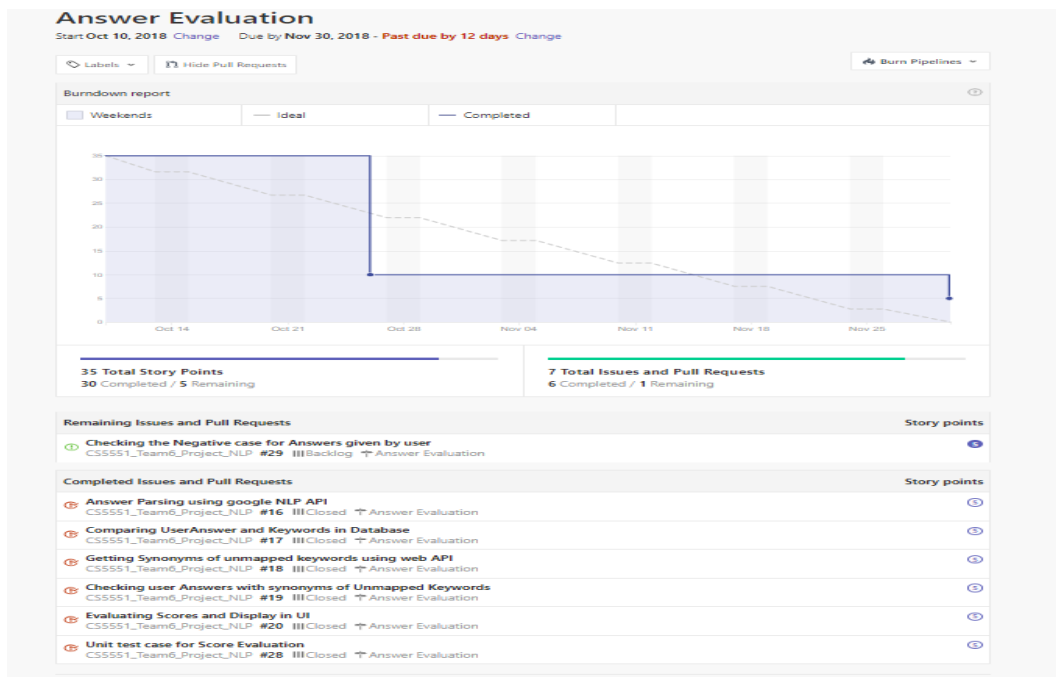 Answer Evaluation
Start Oct 10, 2018 Change Due by Nov 30, 2018 - Past due by 12 days Change
Labels Hide Pull Requests Burn Pipelines
Burndown report
Weekends Ideal Completed
35
30
25
20
15
10
5
0
Oct 14 Oct 21 Oct 28 Nov 04 Nov 11 Nov 18 Nov 25
35 Total Story Points 7 Total Issues and Pull Requests
30 Completed / 5 Remaining 6 Completed / 1 Remaining
Remaining Issues and Pull Requests Story points
Checking the Negative case for Answers given by user 5
CS5551_Team6_Project_NLP #29 Backlog Answer Evaluation
Completed Issues and Pull Requests Story points
Answer Parsing using google NLP API 5
CS5551_Team6_Project_NLP #16 Closed Answer Evaluation
Comparing UserAnswer and Keywords in Database 5
CS5551_Team6_Project_NLP #17 Closed Answer Evaluation
Getting Synonyms of unmapped keywords using web API 5
CS5551_Team6_Project_NLP #18 Closed Answer Evaluation
Checking user Answers with synonyms of Unmapped Keywords 5
CS5551_Team6_Project_NLP #19 Closed Answer Evaluation
Evaluating Scores and Display in UI 5
CS5551_Team6_Project_NLP #20 Closed Answer Evaluation
Unit test case for Score Evaluation 5
CS5551_Team6_Project_NLP #28 Closed Answer Evaluation